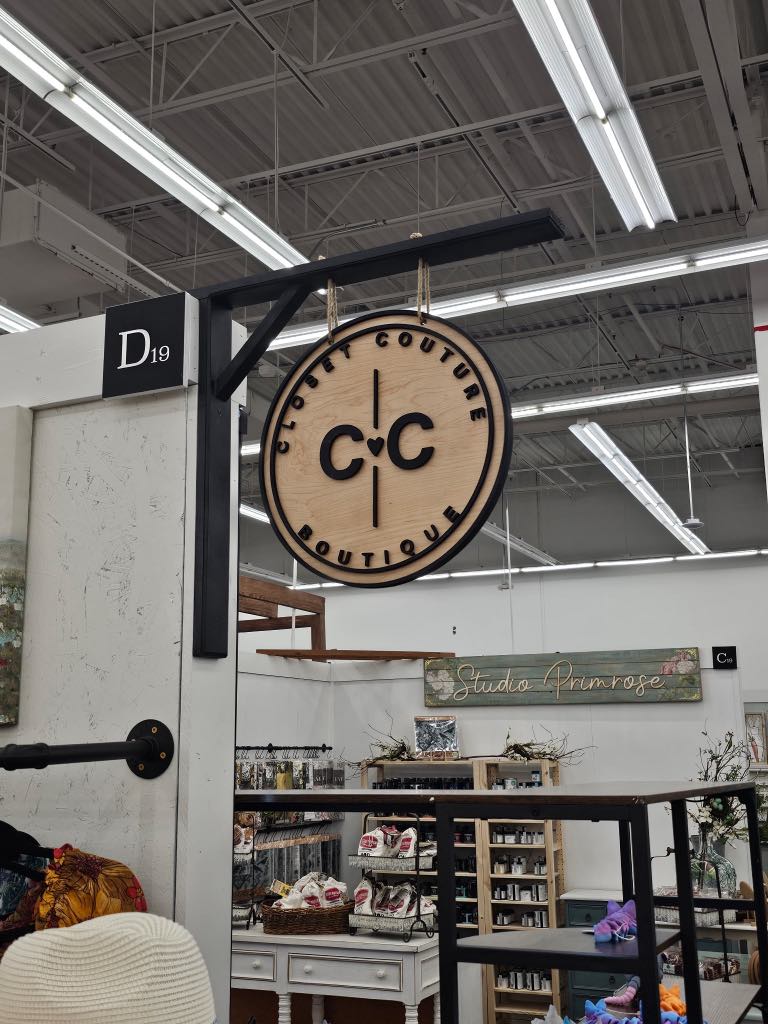 D19
CLOSET COUTURE
C C
BOUTIQUE
Studio Primrose
C19